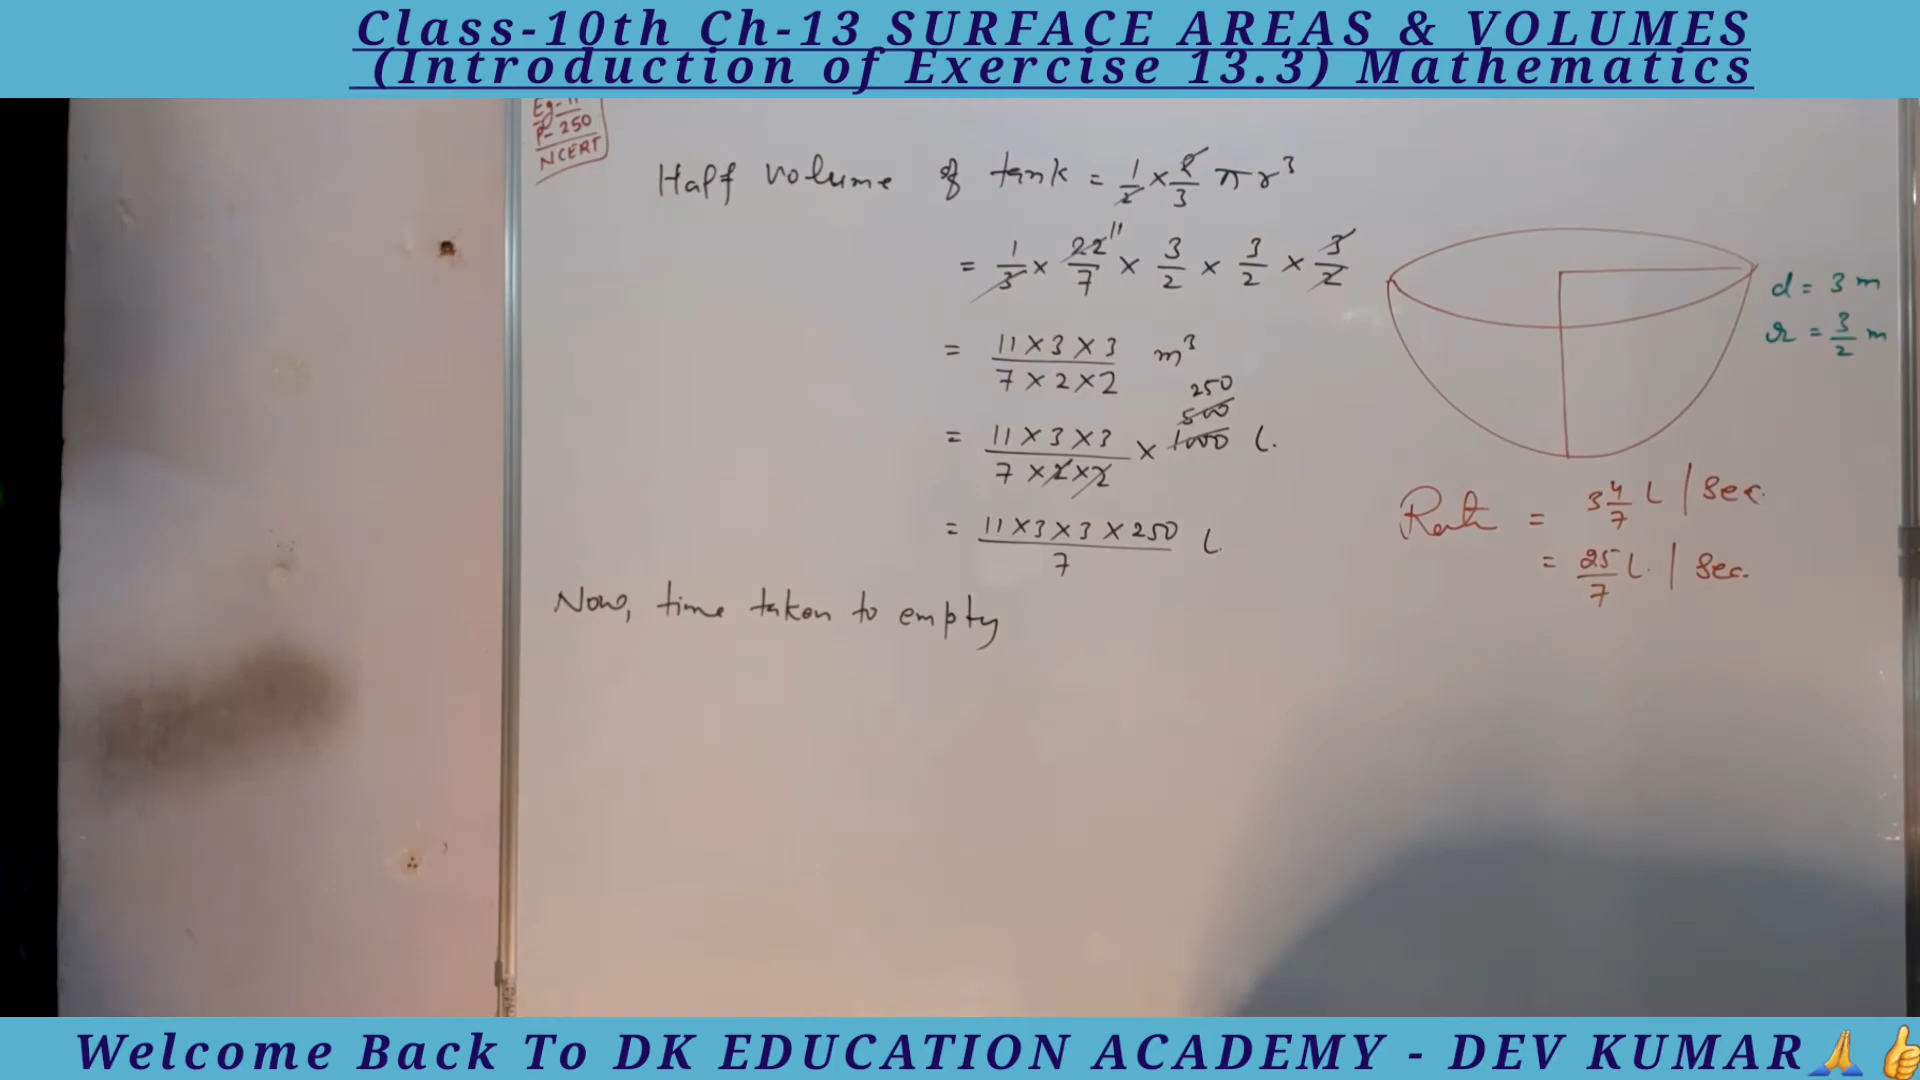 Class-10th Ch-13 SURFACE AREAS & VOLUMES
(Introduction of Exercise 13.3) Mathematics
Eg-11
P-250
NCERT
Half volume of tank = 1/2 × 2/3 πr³
= 1/3 × 22/7 × 3/2 × 3/2 × 3/2
11
= 11×3×3 / 7×2×2 m³
250
500
= 11×3×3 / 7×2×2 × 1000 L.
= 11×3×3×250 / 7 L
Now, time taken to empty
d = 3 m
r = 3/2 m
Rate = 3 4/7 L / Sec.
= 25/7 L. / Sec.
Welcome Back To DK EDUCATION ACADEMY - DEV KUMAR🙏👍